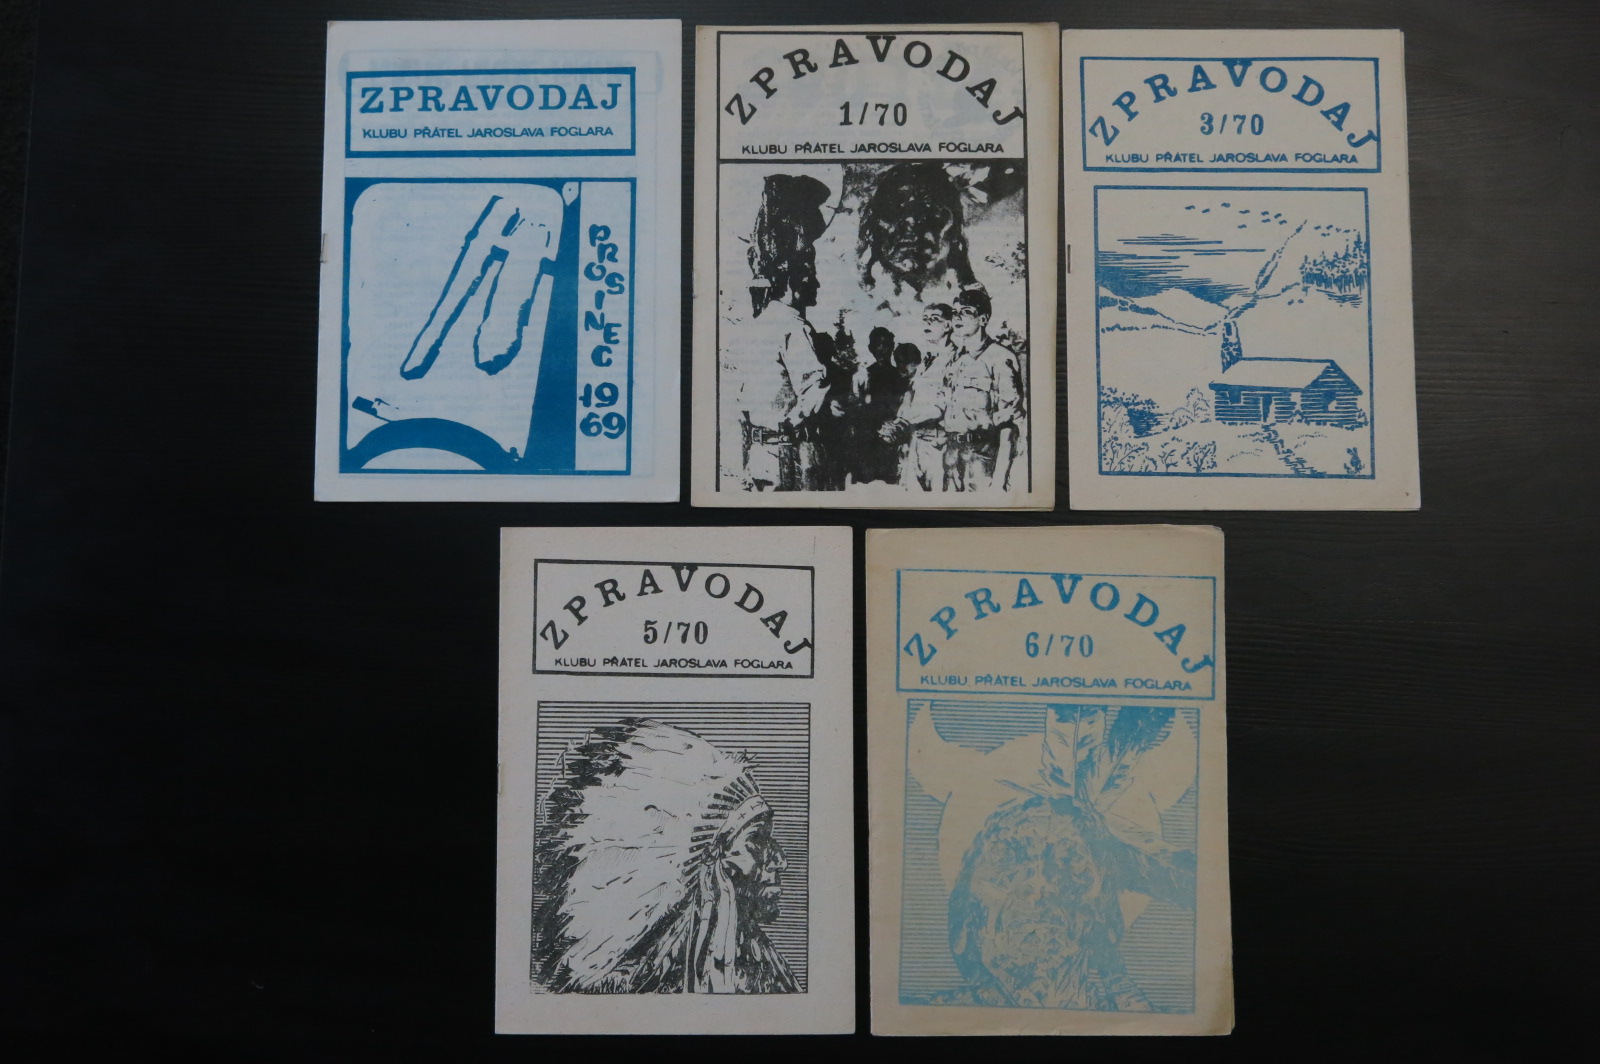 ZPRAVODAJ
KLUBU PŘÁTEL JAROSLAVA FOGLARA
PROSINEC
1969
ZPRAVODAJ
1/70
KLUBU PŘÁTEL JAROSLAVA FOGLARA
ZPRAVODAJ
3/70
KLUBU PŘÁTEL JAROSLAVA FOGLARA
ZPRAVODAJ
5/70
KLUBU PŘÁTEL JAROSLAVA FOGLARA
ZPRAVODAJ
6/70
KLUBU PŘÁTEL JAROSLAVA FOGLARA